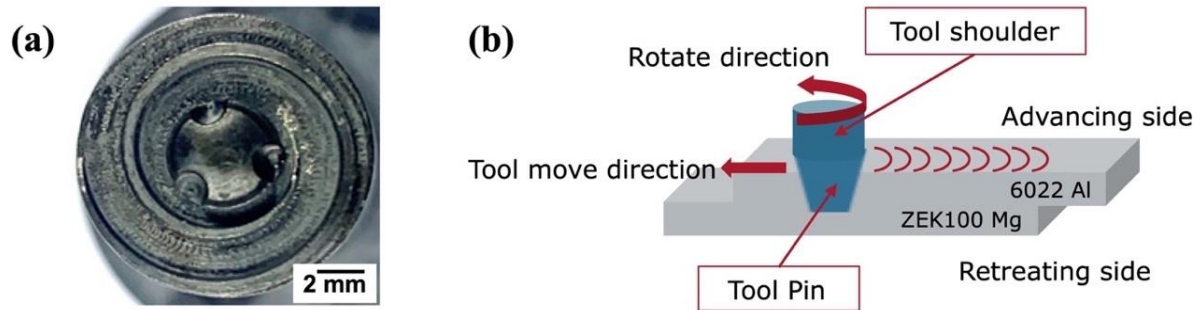 (a)
2 mm
(b)
Tool shoulder
Rotate direction
Advancing side
Tool move direction
6022 Al
ZEK100 Mg
Retreating side
Tool Pin